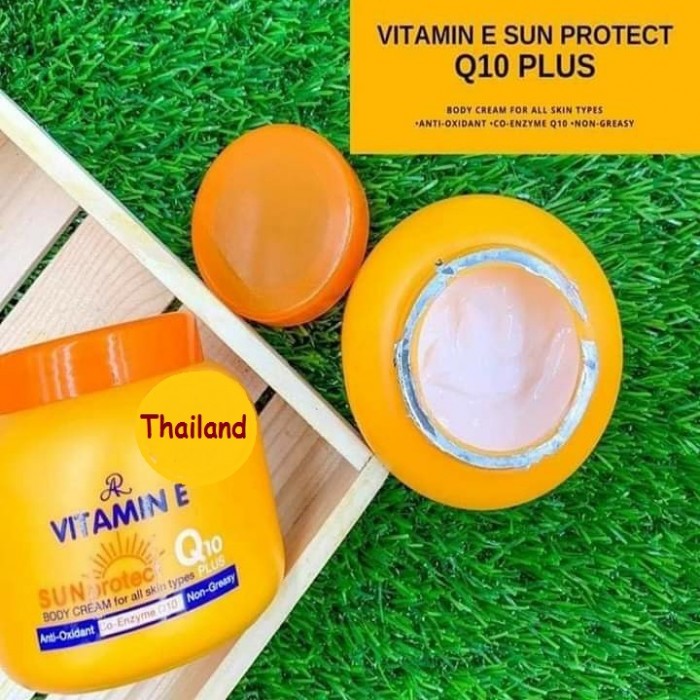 VITAMIN E SUN PROTECT
Q10 PLUS
BODY CREAM FOR ALL SKIN TYPES
•ANTI-OXIDANT •CO-ENZYME Q10 •NON-GREASY
Thailand
AR
VITAMIN E
Q10
PLUS
SUN protect
BODY CREAM for all skin types
Anti-Oxidant Co-Enzyme Q10 Non-Greasy